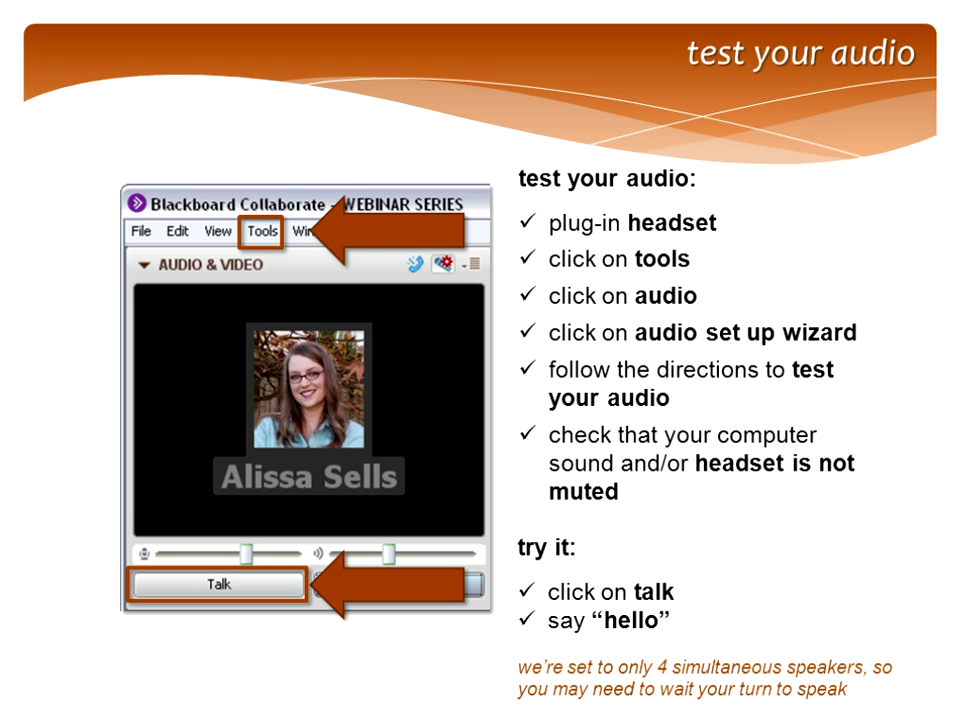 test your audio
test your audio:
✓ plug-in headset
✓ click on tools
✓ click on audio
✓ click on audio set up wizard
✓ follow the directions to test
your audio
✓ check that your computer
sound and/or headset is not
muted
try it:
✓ click on talk
✓ say “hello”
we’re set to only 4 simultaneous speakers, so
you may need to wait your turn to speak
Blackboard Collaborate - WEBINAR SERIES
File Edit View Tools
AUDIO & VIDEO
Alissa Sells
Talk